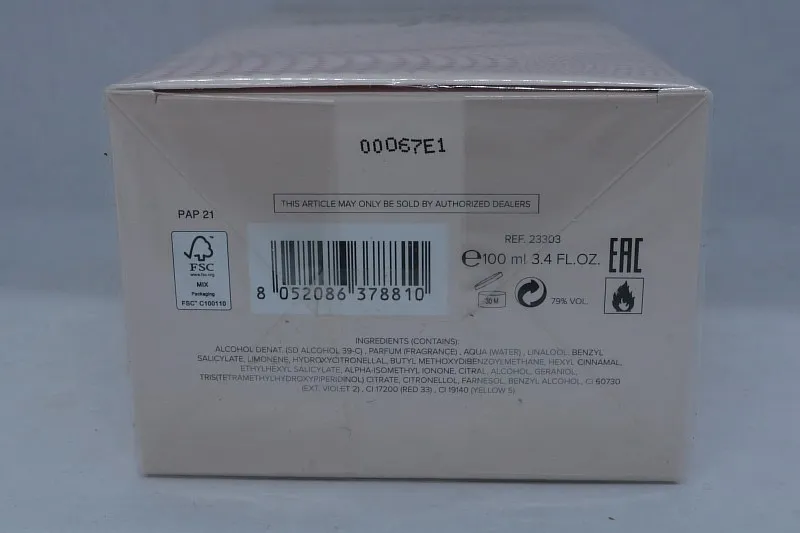 00067E1
THIS ARTICLE MAY ONLY BE SOLD BY AUTHORIZED DEALERS
PAP 21
FSC
www.fsc.org
MIX
Packaging
FSC® C100110
8 052086 378810
REF. 23303
e 100 ml 3.4 FL.OZ.
EAC
30 M
79% VOL.
INGREDIENTS (CONTAINS):
ALCOHOL DENAT. (SD ALCOHOL 39-C) , PARFUM (FRAGRANCE) , AQUA (WATER) , LINALOOL, BENZYL
SALICYLATE, LIMONENE, HYDROXYCITRONELLAL, BUTYL METHOXYDIBENZOYLMETHANE, HEXYL CINNAMAL,
ETHYLHEXYL SALICYLATE, ALPHA-ISOMETHYL IONONE, CITRAL, ALCOHOL, GERANIOL,
TRIS(TETRAMETHYLHYDROXYPIPERIDINOL) CITRATE, CITRONELLOL, FARNESOL, BENZYL ALCOHOL, CI 60730
(EXT. VIOLET 2) , CI 17200 (RED 33) , CI 19140 (YELLOW 5)